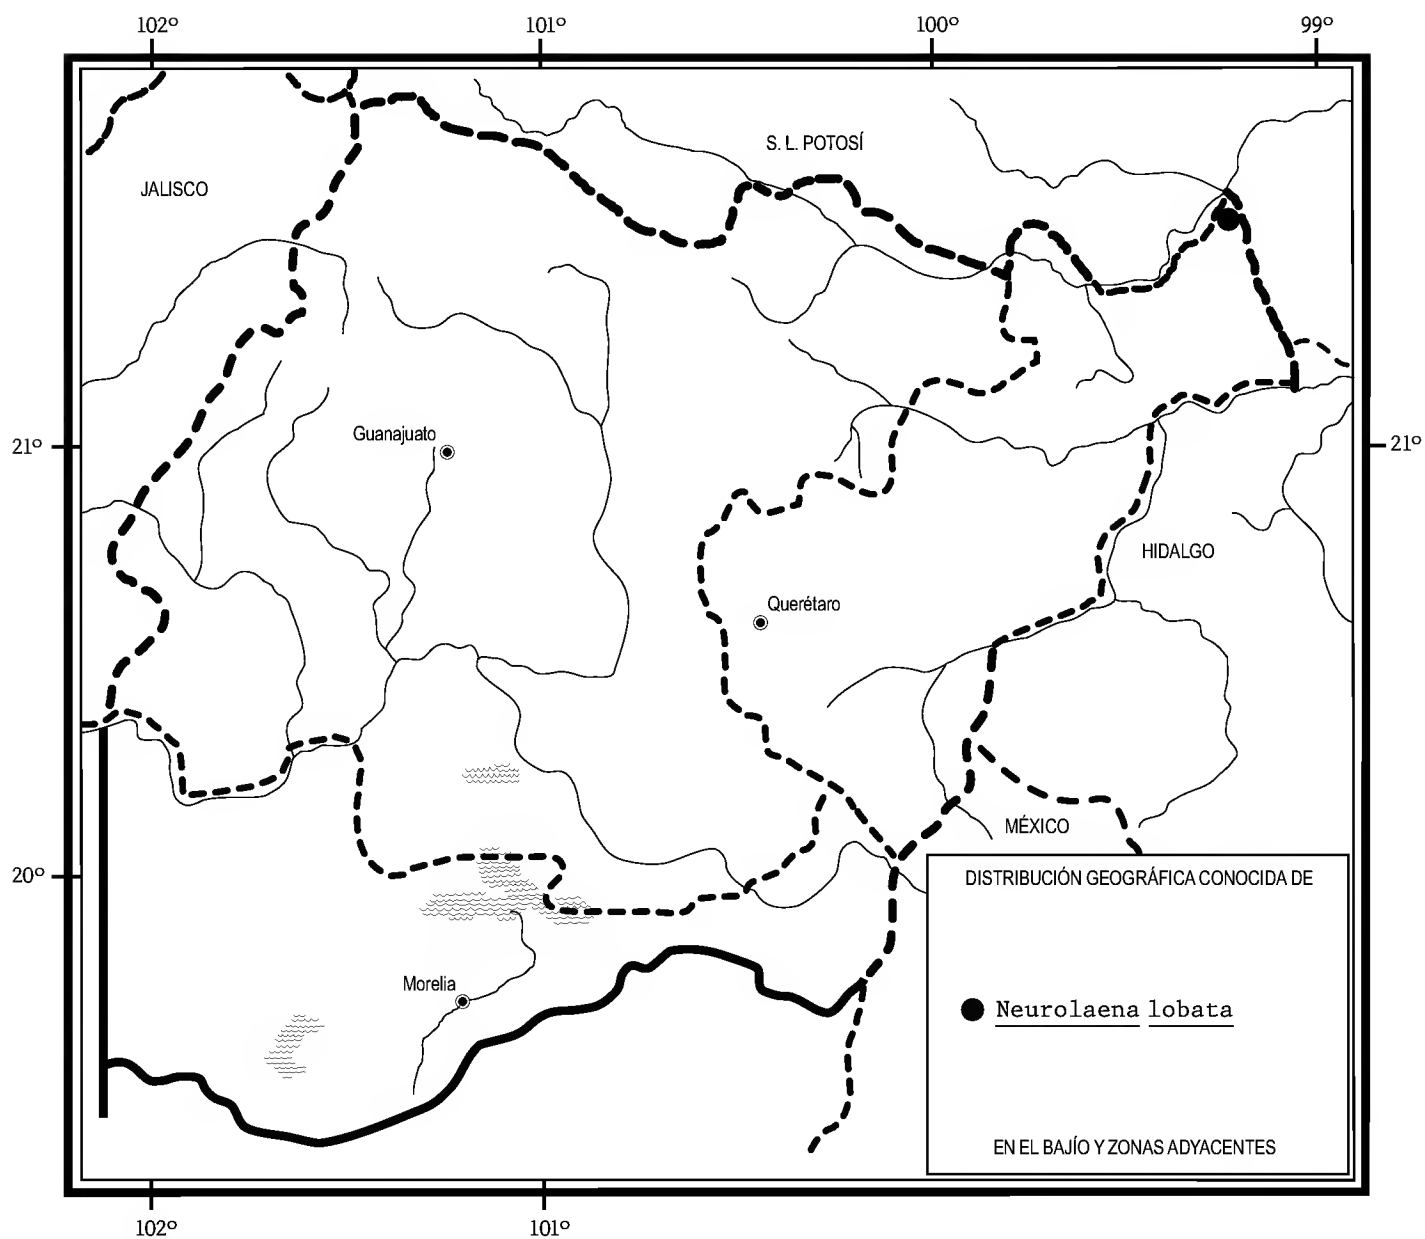 102º 101º 100º 99º
S. L. POTOSÍ
JALISCO
Guanajuato
21º
21º
HIDALGO
Querétaro
MÉXICO
20º
DISTRIBUCIÓN GEOGRÁFICA CONOCIDA DE
Morelia
Neurolaena lobata
EN EL BAJÍO Y ZONAS ADYACENTES
102º 101º